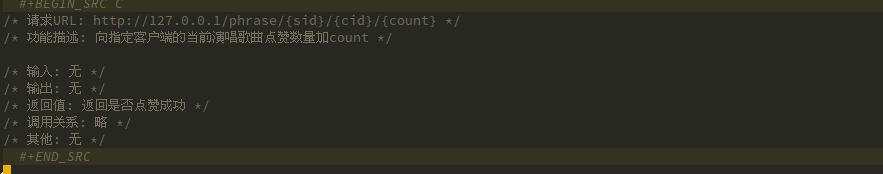 #+BEGIN_SRC C
/* 请求URL: http://127.0.0.1/phrase/{sid}/{cid}/{count} */
/* 功能描述: 向指定客户端的当前演唱歌曲点赞数量加count */
/* 输入: 无 */
/* 输出: 无 */
/* 返回值: 返回是否点赞成功 */
/* 调用关系: 略 */
/* 其他: 无 */
#+END_SRC